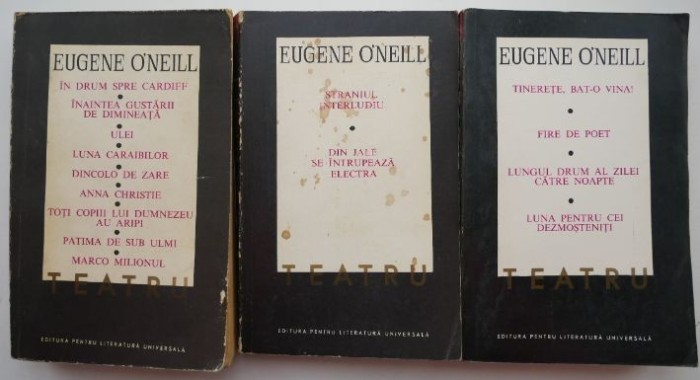 EUGENE O'NEILL
ÎN DRUM SPRE CARDIFF
ÎNAINTEA GUSTĂRII
DE DIMINEAȚĂ
ULEI
LUNA CARAIBILOR
DINCOLO DE ZARE
ANNA CHRISTIE
TOȚI COPIII LUI DUMNEZEU
AU ARIPI
PATIMA DE SUB ULMI
MARCO MILIONUL
TEATRU
EDITURA PENTRU LITERATURĂ UNIVERSALĂ
EUGENE O'NEILL
STRANIUL
INTERLUDIU
DIN JALE
SE ÎNTRUPEAZĂ
ELECTRA
TEATRU
EDITURA PENTRU LITERATURĂ UNIVERSALĂ
EUGENE O'NEILL
TINEREȚE, BAT-O VINA!
FIRE DE POET
LUNGUL DRUM AL ZILEI
CĂTRE NOAPTE
LUNA PENTRU CEI
DEZMOȘTENIȚI
TEATRU
EDITURA PENTRU LITERATURĂ UNIVERSALĂ